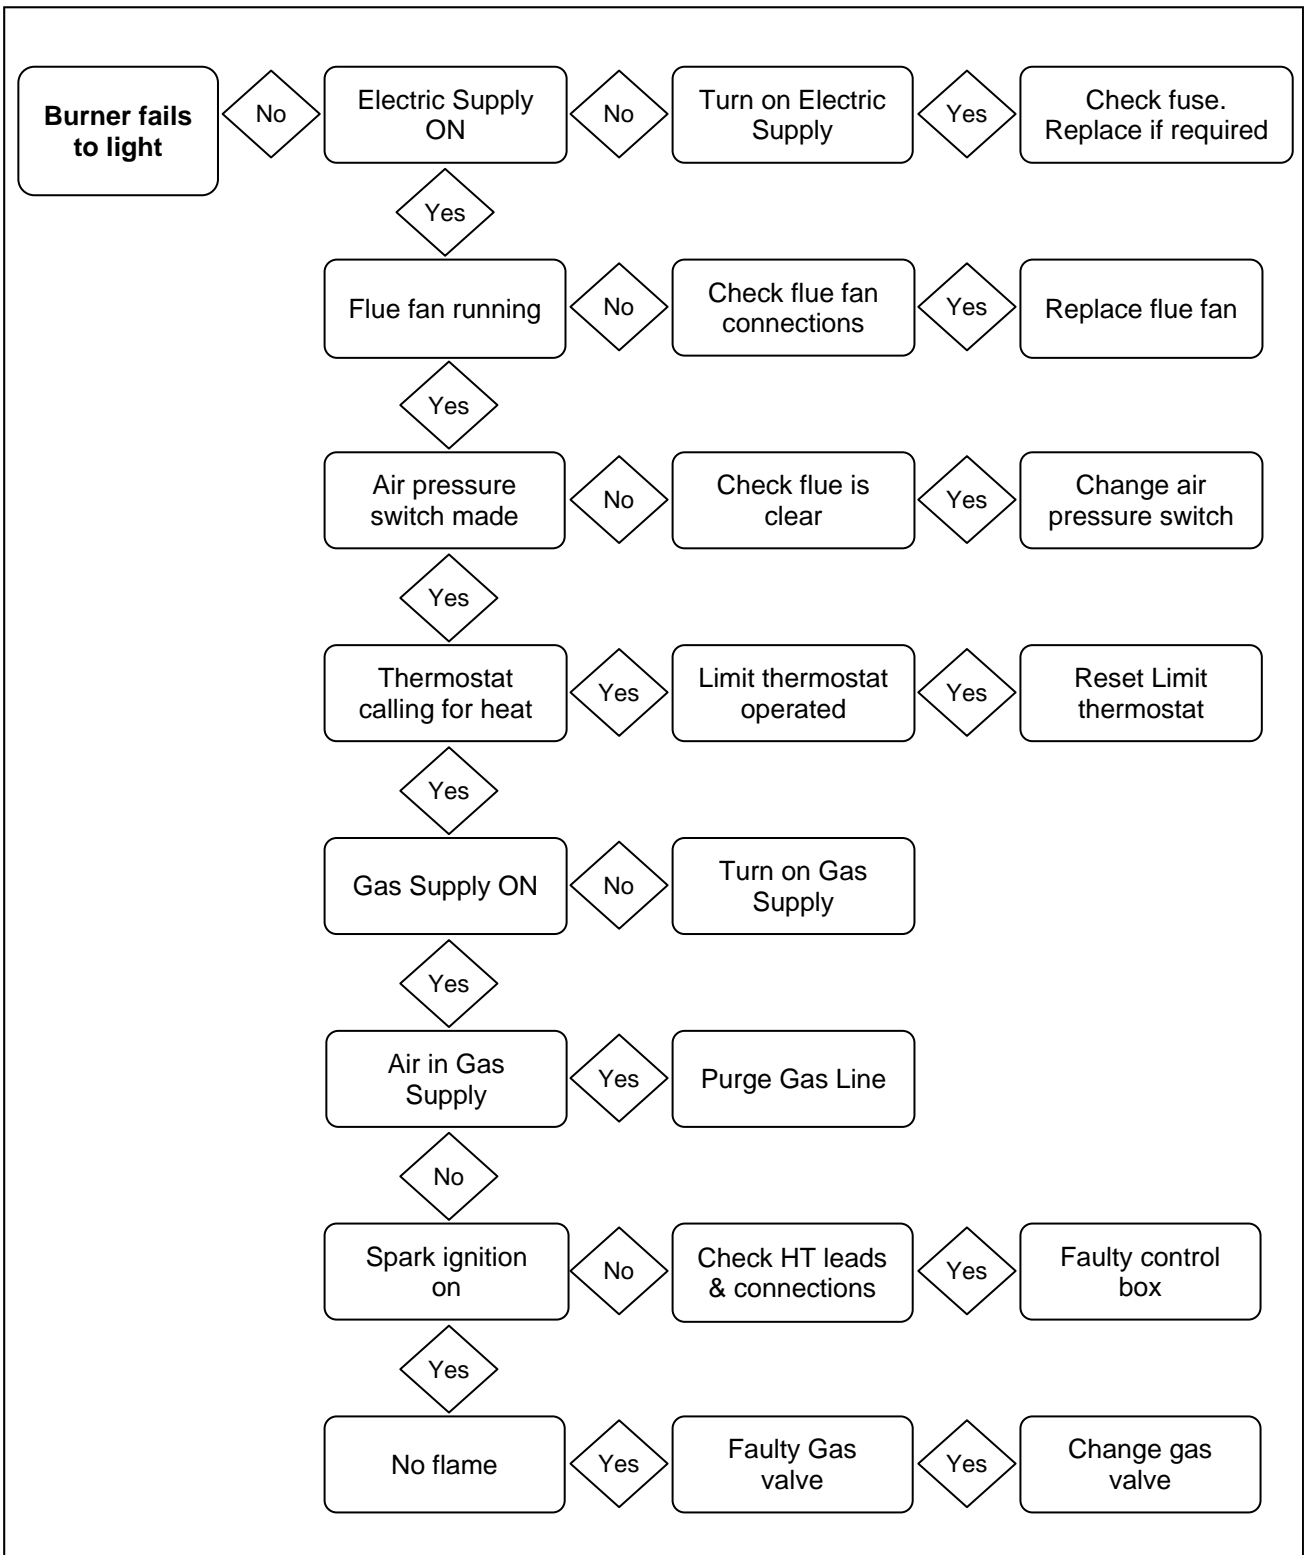 Burner fails
to light
No
Electric Supply
ON
No
Turn on Electric
Supply
Yes
Check fuse.
Replace if required
Yes
Flue fan running
No
Check flue fan
connections
Yes
Replace flue fan
Yes
Air pressure
switch made
No
Check flue is
clear
Yes
Change air
pressure switch
Yes
Thermostat
calling for heat
Yes
Limit thermostat
operated
Yes
Reset Limit
thermostat
Yes
Gas Supply ON
No
Turn on Gas
Supply
Yes
Air in Gas
Supply
Yes
Purge Gas Line
No
Spark ignition
on
No
Check HT leads
& connections
Yes
Faulty control
box
Yes
No flame
Yes
Faulty Gas
valve
Yes
Change gas
valve